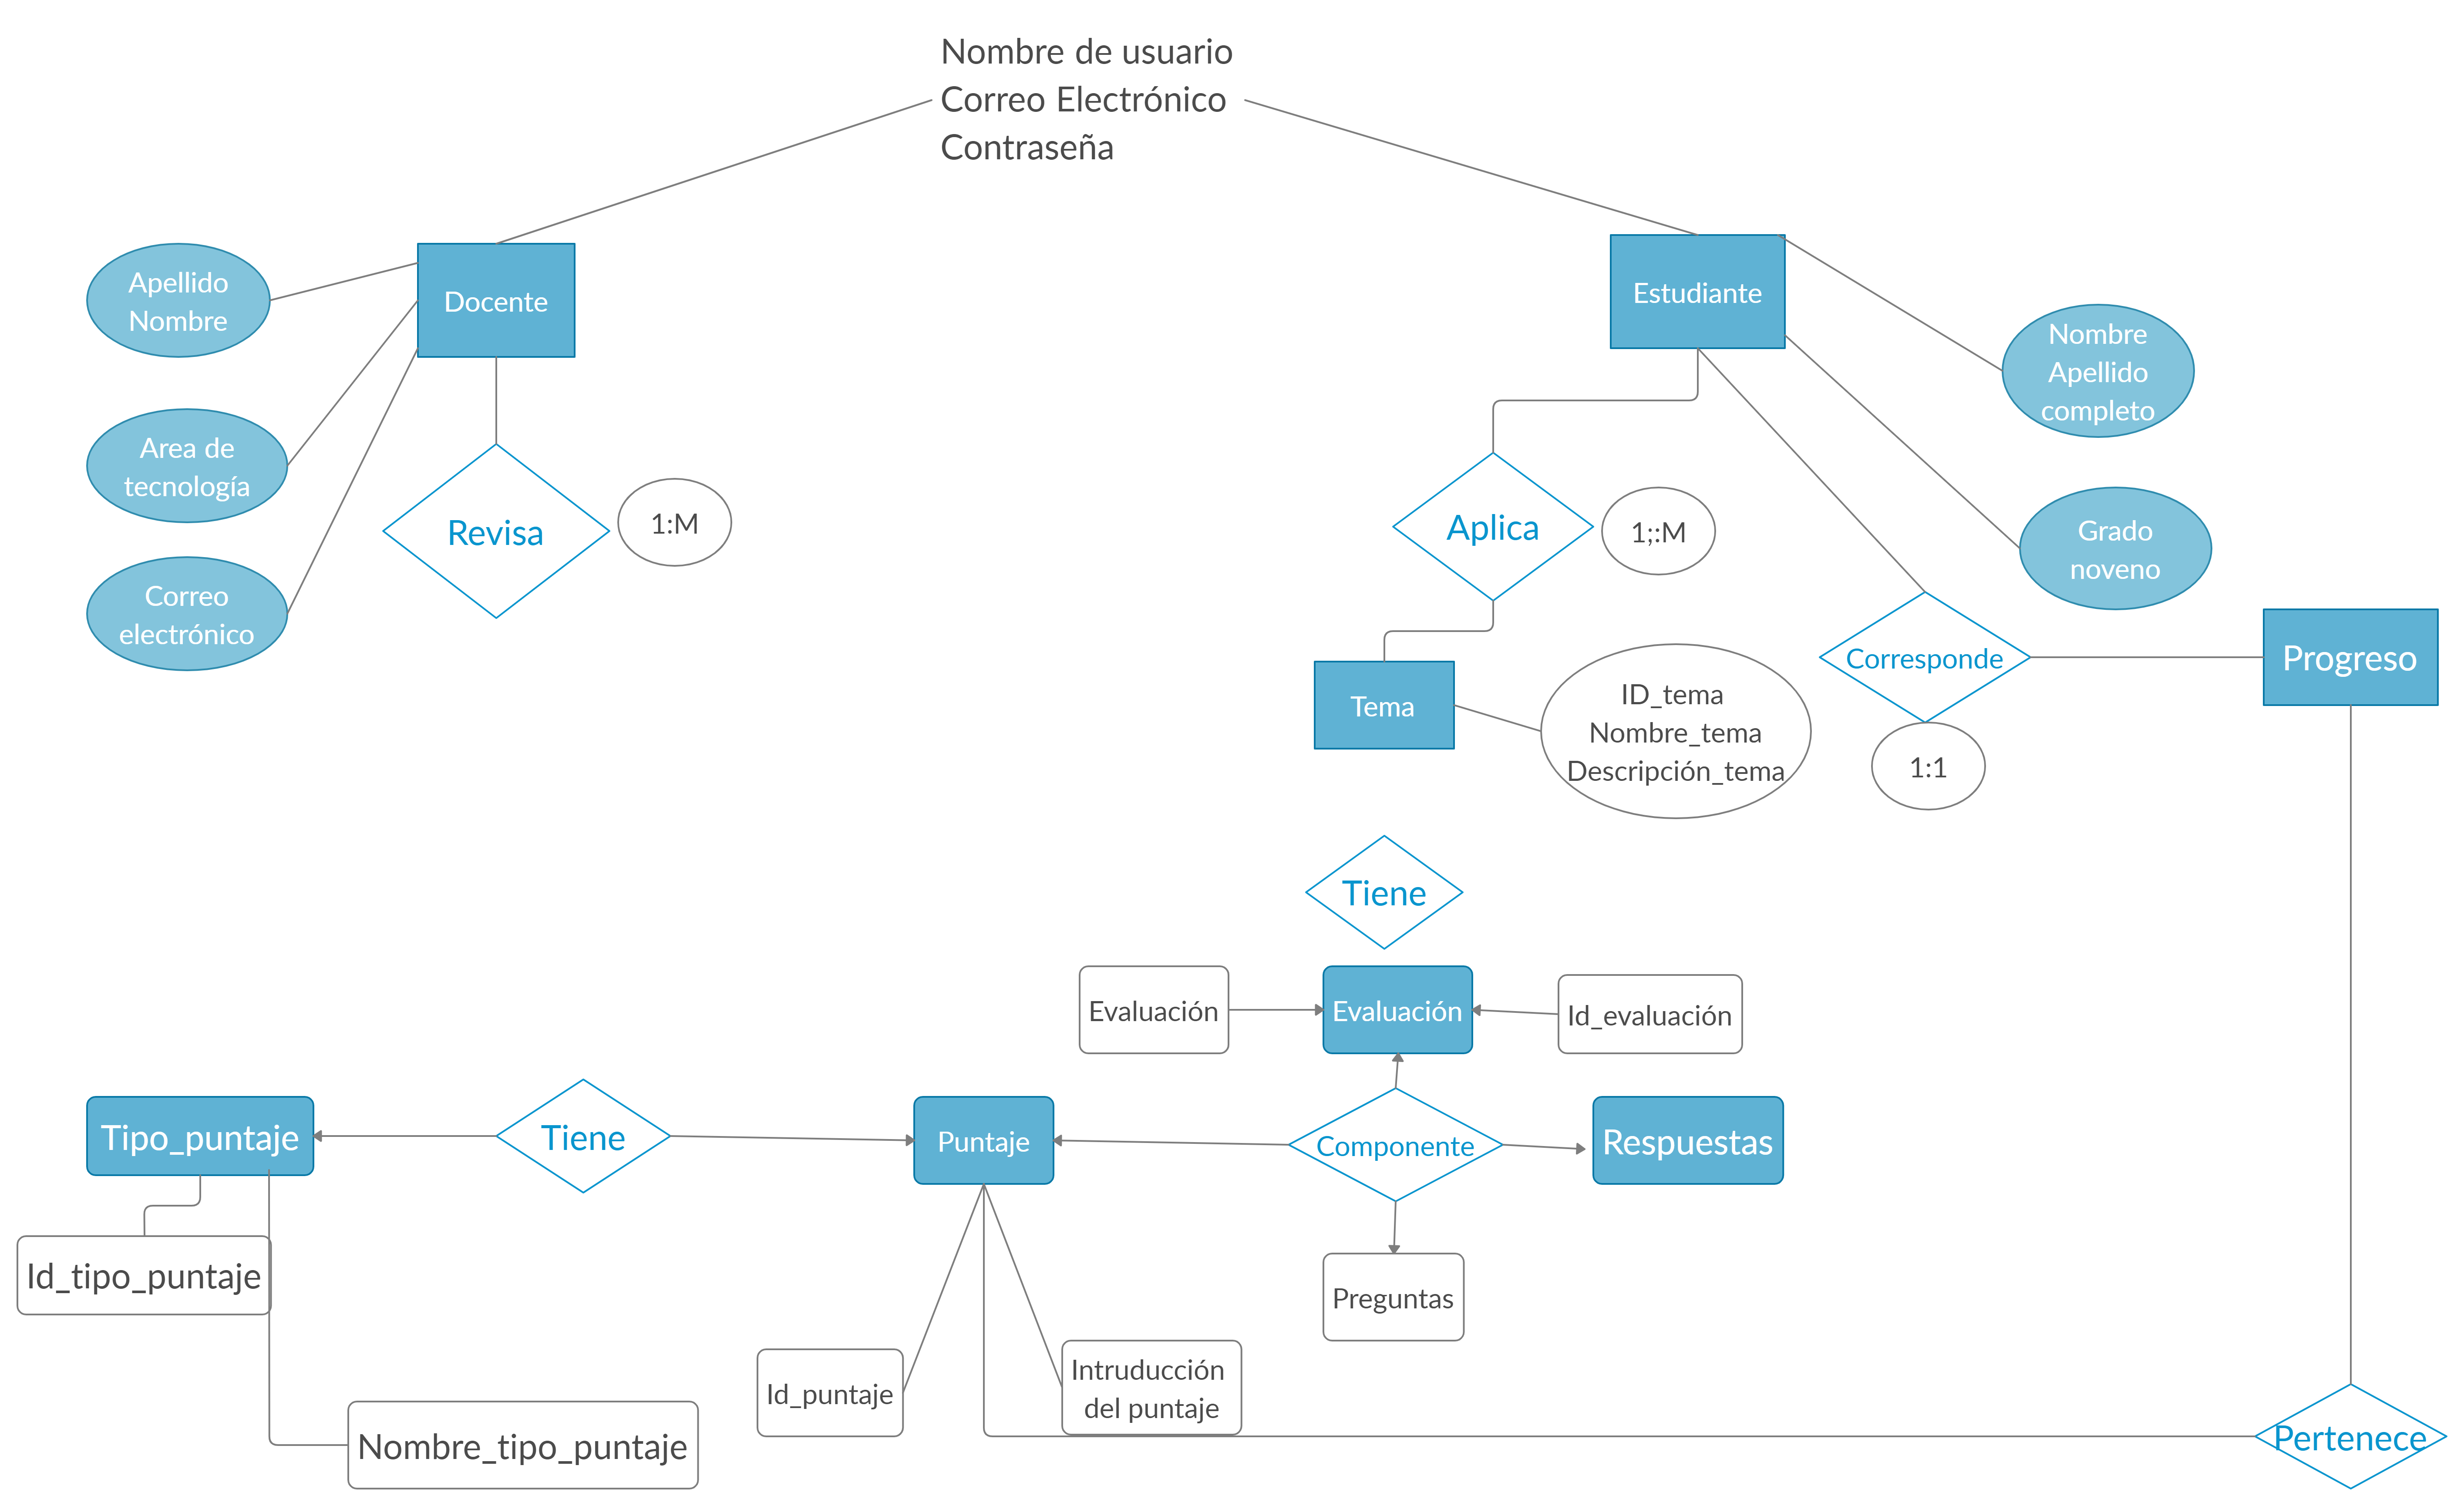 Nombre de usuario
Correo Electrónico
Contraseña
Apellido
Nombre
Docente
Estudiante
Nombre
Apellido
completo
Area de
tecnología
Revisa
1:M
Aplica
1;:M
Grado
noveno
Correo
electrónico
Corresponde
Progreso
Tema
ID_tema
Nombre_tema
Descripción_tema
1:1
Tiene
Evaluación
Evaluación
Id_evaluación
Tipo_puntaje
Tiene
Puntaje
Componente
Respuestas
Id_tipo_puntaje
Preguntas
Id_puntaje
Intruducción
del puntaje
Nombre_tipo_puntaje
Pertenece